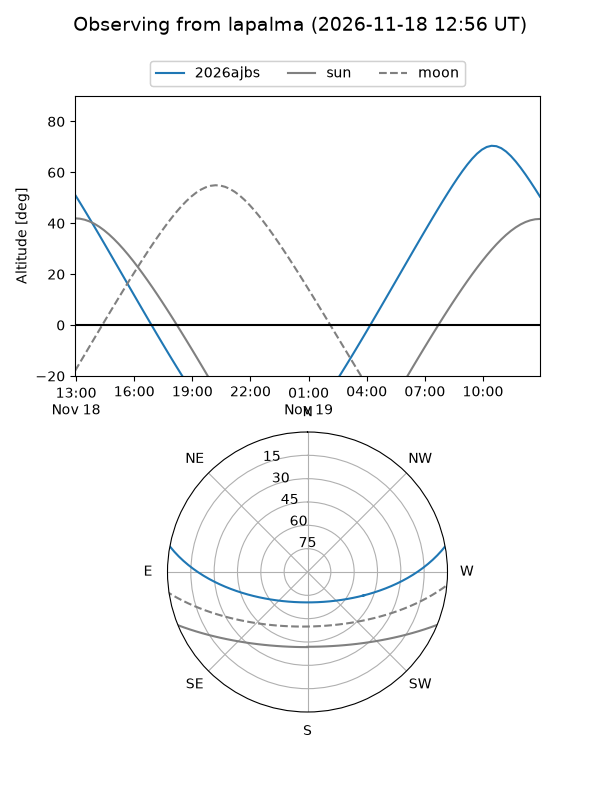 Observing from lapalma (2026-11-18 12:56 UT)
2026ajbs sun moon
Altitude [deg]
80
60
40
20
0
−20
13:00 16:00 19:00 22:00 01:00 04:00 07:00 10:00
Nov 18 Nov 19
N
NE NW
15
30
45
60
75
E W
SE SW
S